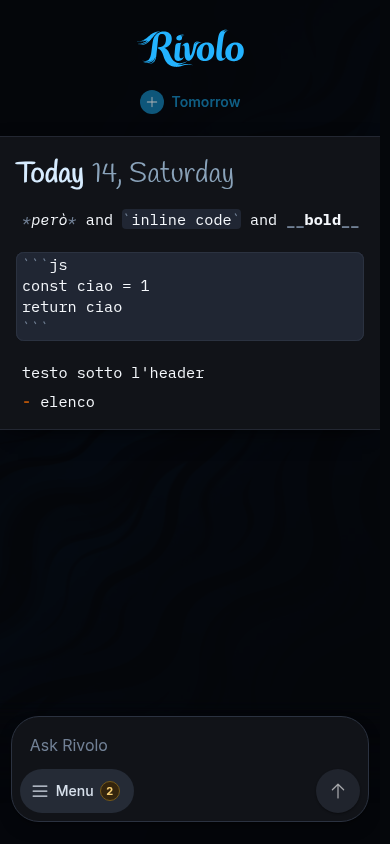 Rivolo
Tomorrow
Today 14, Saturday
*però* and `inline code` and __bold__
```js
const ciao = 1
return ciao
```
testo sotto l'header
- elenco
Ask Rivolo
Menu 2